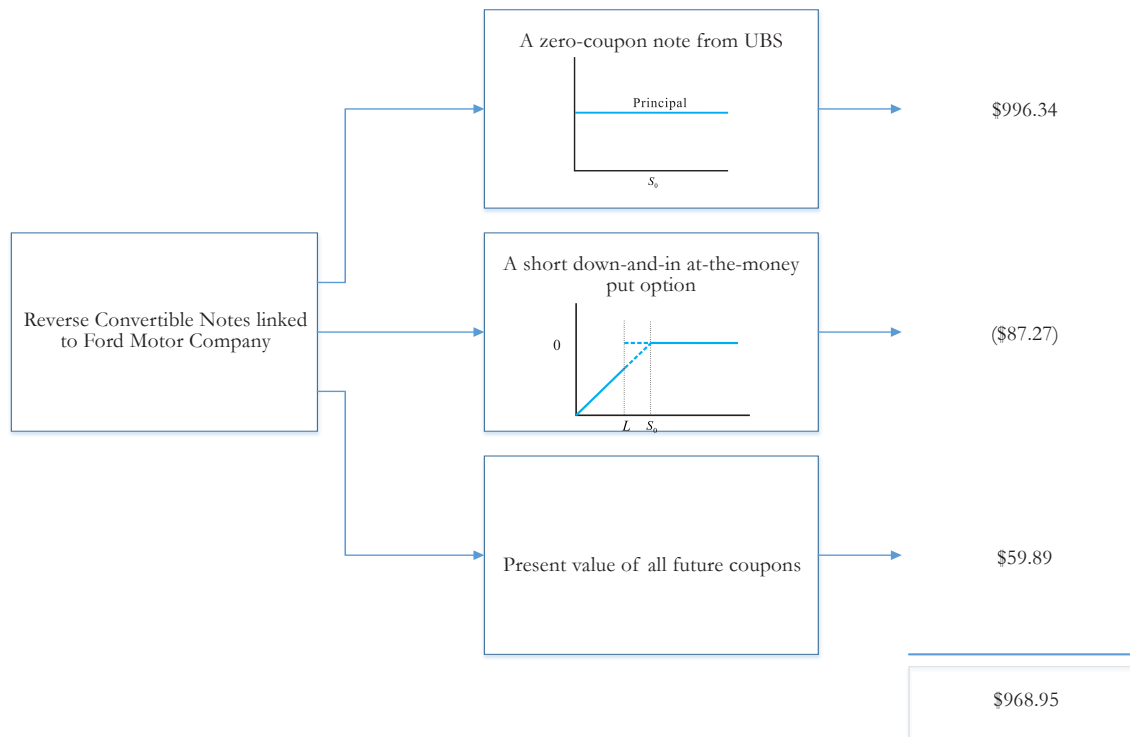 A zero-coupon note from UBS
Principal
S₀
$996.34
Reverse Convertible Notes linked
to Ford Motor Company
A short down-and-in at-the-money
put option
0
L S₀
($87.27)
Present value of all future coupons
$59.89
$968.95